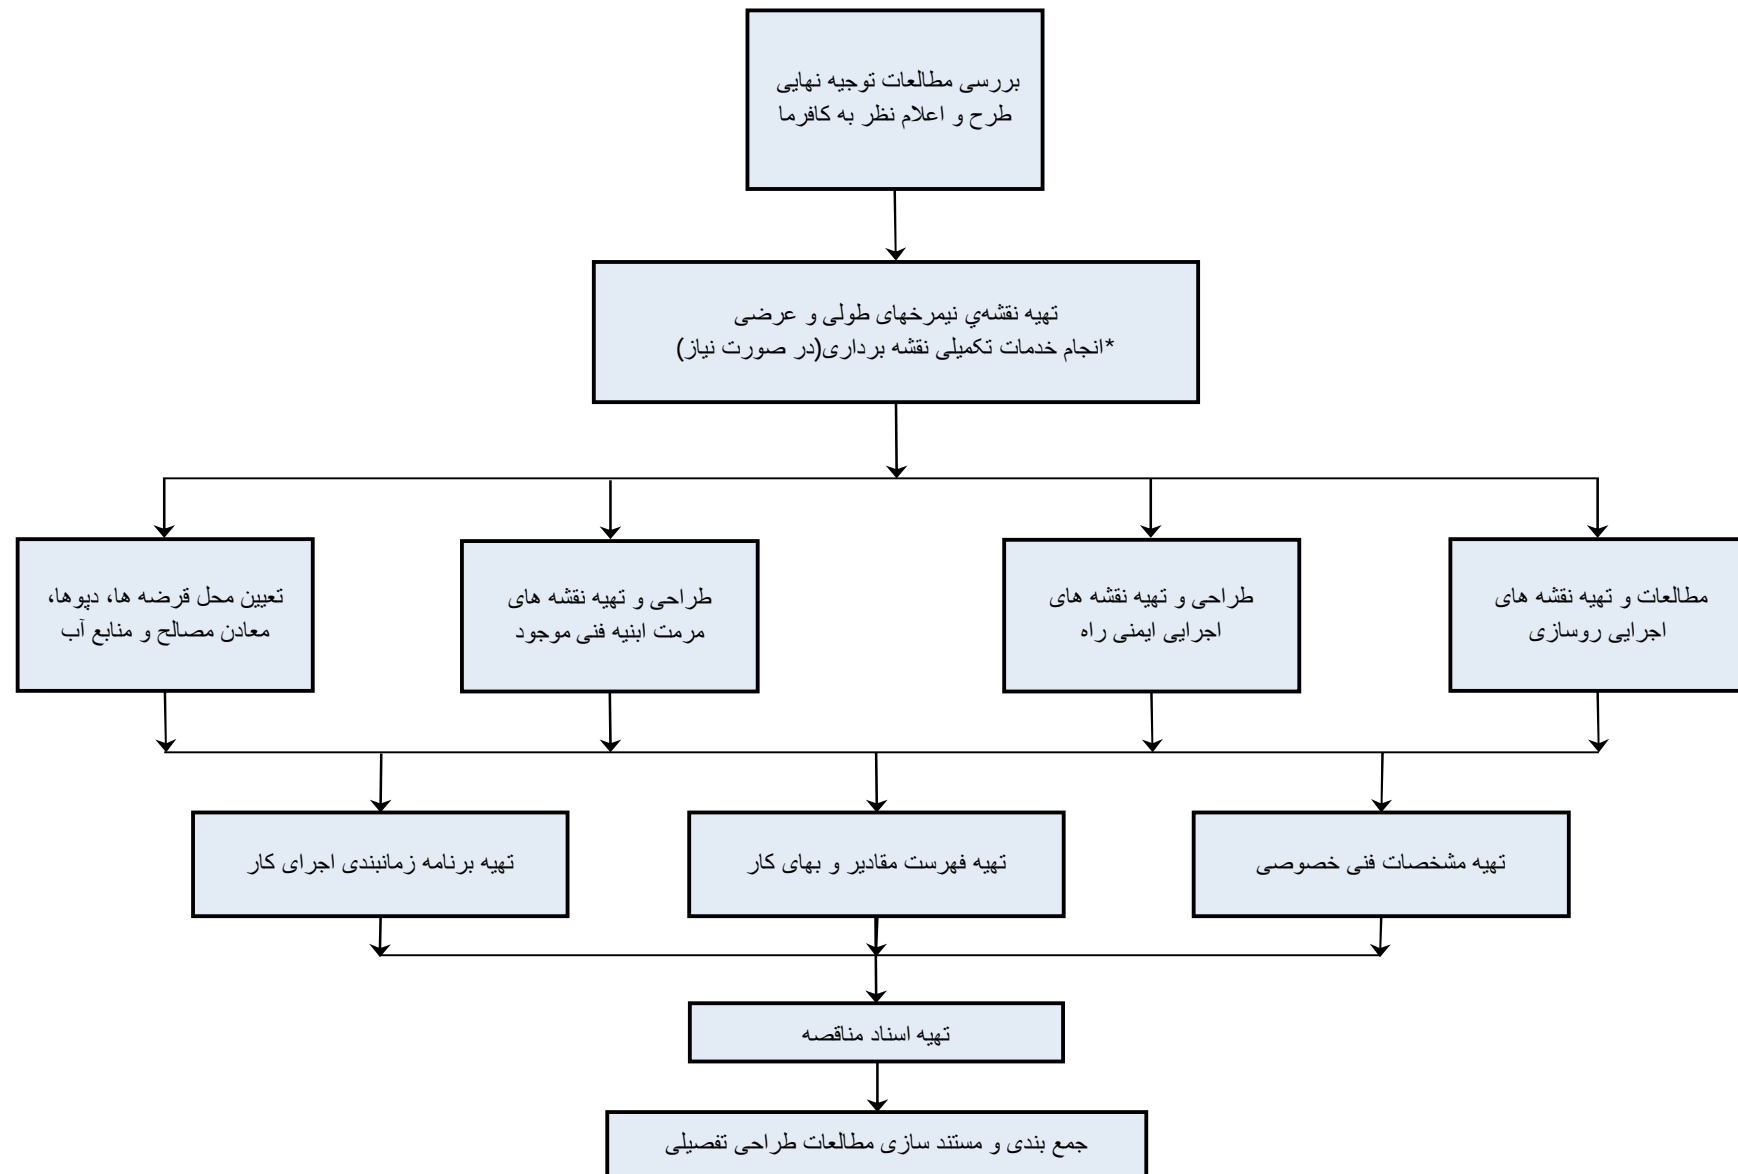 بررسی مطالعات توجیه نهایی
طرح و اعلام نظر به کافرما
تهیه نقشه‌ي نیمرخهای طولی و عرضی
*انجام خدمات تکمیلی نقشه برداری(در صورت نیاز)
مطالعات و تهیه نقشه های
اجرایی روسازی
طراحی و تهیه نقشه های
اجرایی ایمنی راه
طراحی و تهیه نقشه های
مرمت ابنیه فنی موجود
تعیین محل قرضه ها، دپوها،
معادن مصالح و منابع آب
تهیه مشخصات فنی خصوصی
تهیه فهرست مقادیر و بهای کار
تهیه برنامه زمانبندی اجرای کار
تهیه اسناد مناقصه
جمع بندی و مستند سازی مطالعات طراحی تفصیلی